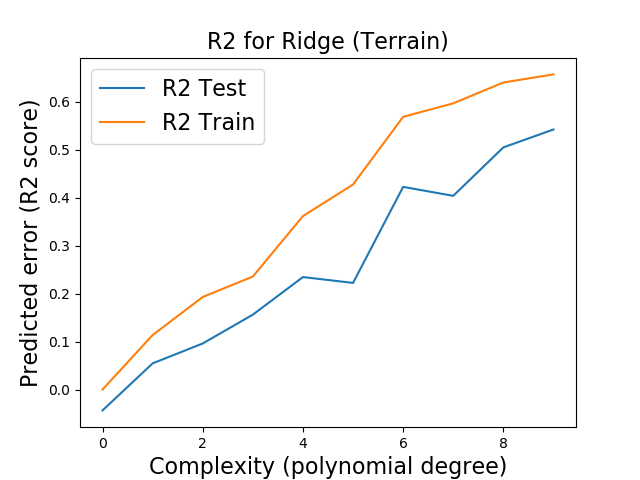 R2 for Ridge (Terrain)
R2 Test
R2 Train
Predicted error (R2 score)
0.6
0.5
0.4
0.3
0.2
0.1
0.0
0 2 4 6 8
Complexity (polynomial degree)